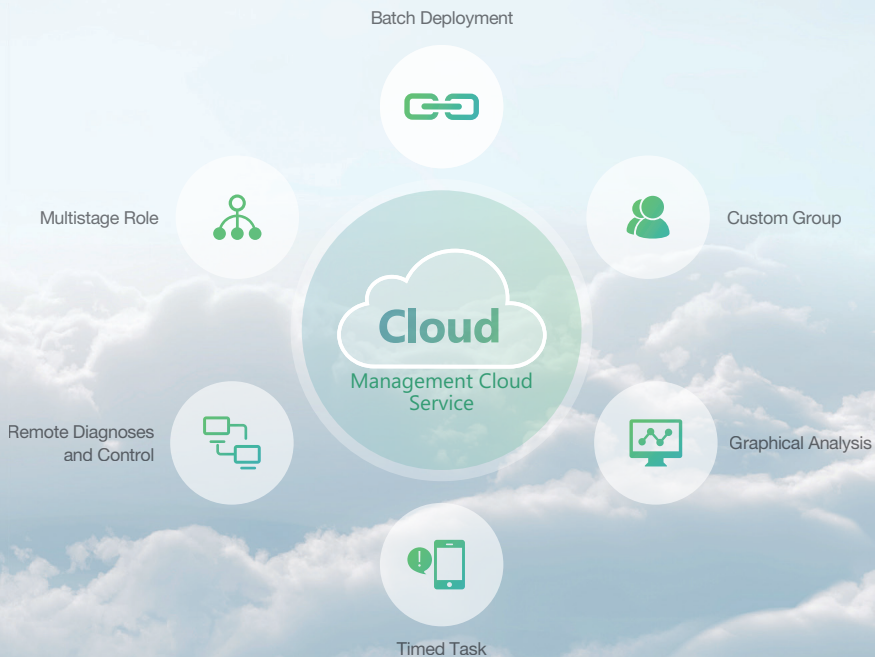 Batch Deployment
Multistage Role
Custom Group
Cloud
Management Cloud
Service
Remote Diagnoses
and Control
Graphical Analysis
!
Timed Task